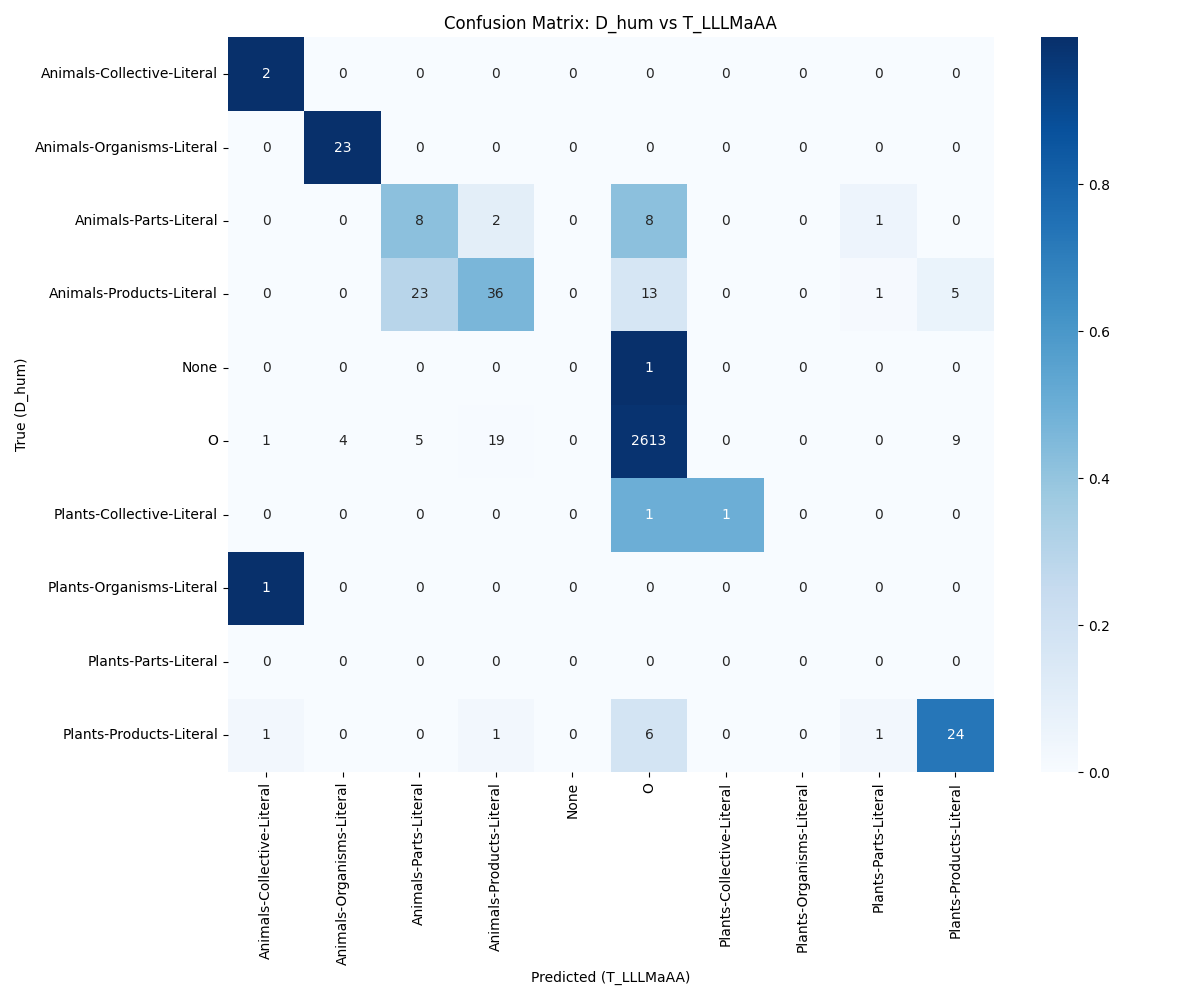 Confusion Matrix: D_hum vs T_LLLMaAA
Animals-Collective-Literal 2 0 0 0 0 0 0 0 0 0
Animals-Organisms-Literal 0 23 0 0 0 0 0 0 0 0
Animals-Parts-Literal 0 0 8 2 0 8 0 0 1 0
Animals-Products-Literal 0 0 23 36 0 13 0 0 1 5
None 0 0 0 0 0 1 0 0 0 0
O 1 4 5 19 0 2613 0 0 0 9
Plants-Collective-Literal 0 0 0 0 0 1 1 0 0 0
Plants-Organisms-Literal 1 0 0 0 0 0 0 0 0 0
Plants-Parts-Literal 0 0 0 0 0 0 0 0 0 0
Plants-Products-Literal 1 0 0 1 0 6 0 0 1 24
True (D_hum)
Animals-Collective-Literal
Animals-Organisms-Literal
Animals-Parts-Literal
Animals-Products-Literal
None
O
Plants-Collective-Literal
Plants-Organisms-Literal
Plants-Parts-Literal
Plants-Products-Literal
Predicted (T_LLLMaAA)
0.8
0.6
0.4
0.2
0.0